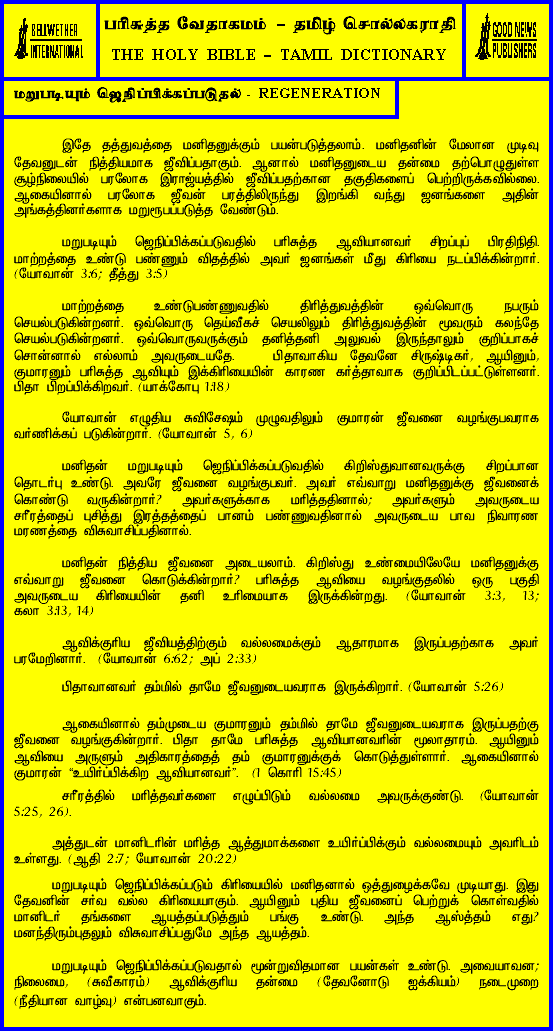 BELLWETHER
INTERNATIONAL
பரிசுத்த வேதாகமம் – தமிழ் சொல்லகராதி
THE HOLY BIBLE – TAMIL DICTIONARY
GOOD NEWS
PUBLISHERS
மறுபடியும் ஜெநிப்பிக்கப்படுதல் - REGENERATION
இதே தத்துவத்தை மனிதனுக்கும் பயன்படுத்தலாம். மனிதனின் மேலான முடிவு
தேவனுடன் நித்தியமாக ஜீவிப்பதாகும். ஆனால் மனிதனுடைய தன்மை தற்பொழுதுள்ள
சூழ்நிலையில் பரலோக இராஜ்யத்தில் ஜீவிப்பதற்கான தகுதிகளைப் பெற்றிருக்கவில்லை.
ஆகையினால் பரலோக ஜீவன் பரத்திலிருந்து இறங்கி வந்து ஜனங்களை அதின்
அங்கத்தினர்களாக மறுரூபப்படுத்த வேண்டும்.
மறுபடியும் ஜெநிப்பிக்கப்படுவதில் பரிசுத்த ஆவியானவர் சிறப்புப் பிரதிநிதி.
மாற்றத்தை உண்டு பண்ணும் விதத்தில் அவர் ஜனங்கள் மீது கிரியை நடப்பிக்கின்றார்.
(யோவான் 3:6; தீத்து 3:5)
மாற்றத்தை உண்டுபண்ணுவதில் திரித்துவத்தின் ஒவ்வொரு நபரும்
செயல்படுகின்றனர். ஒவ்வொரு தெய்வீகச் செயலிலும் திரித்துவத்தின் மூவரும் கலந்தே
செயல்படுகின்றனர். ஒவ்வொருவருக்கும் தனித்தனி அலுவல் இருந்தாலும் குறிப்பாகச்
சொன்னால் எல்லாம் அவருடையதே. பிதாவாகிய தேவனே சிருஷ்டிகர், ஆயினும்,
குமாரனும் பரிசுத்த ஆவியும் இக்கிரியையின் காரண கர்த்தாவாக குறிப்பிடப்பட்டுள்ளனர்.
பிதா பிறப்பிக்கிறவர். (யாக்கோபு 1:18)
யோவான் எழுதிய சுவிசேஷம் முழுவதிலும் குமாரன் ஜீவனை வழங்குபவராக
வர்ணிக்கப் படுகின்றார். (யோவான் 5, 6)
மனிதன் மறுபடியும் ஜெநிப்பிக்கப்படுவதில் கிறிஸ்துவானவருக்கு சிறப்பான
தொடர்பு உண்டு. அவரே ஜீவனை வழங்குபவர். அவர் எவ்வாறு மனிதனுக்கு ஜீவனைக்
கொண்டு வருகின்றார்? அவர்களுக்காக மரித்ததினால்; அவர்களும் அவருடைய
சரீரத்தைப் புசித்து இரத்தத்தைப் பானம் பண்ணுவதினால் அவருடைய பாவ நிவாரண
மரணத்தை விசுவாசிப்பதினால்.
மனிதன் நித்திய ஜீவனை அடையலாம். கிறிஸ்து உண்மையிலேயே மனிதனுக்கு
எவ்வாறு ஜீவனை கொடுக்கின்றார்? பரிசுத்த ஆவியை வழங்குதலில் ஒரு பகுதி
அவருடைய கிரியையின் தனி உரிமையாக இருக்கின்றது. (யோவான் 3:3, 13;
கலா 3:13, 14)
ஆவிக்குரிய ஜீவியத்திற்கும் வல்லமைக்கும் ஆதாரமாக இருப்பதற்காக அவர்
பரமேறினார். (யோவான் 6:62; அப் 2:33)
பிதாவானவர் தம்மில் தாமே ஜீவனுடையவராக இருக்கிறார். (யோவான் 5:26)
ஆகையினால் தம்முடைய குமாரனும் தம்மில் தாமே ஜீவனுடையவராக இருப்பதற்கு
ஜீவனை வழங்குகின்றார். பிதா தாமே பரிசுத்த ஆவியானவரின் மூலாதாரம். ஆயினும்
ஆவியை அருளும் அதிகாரத்தைத் தம் குமாரனுக்குக் கொடுத்துள்ளார். ஆகையினால்
குமாரன் “உயிர்ப்பிக்கிற ஆவியானவர்”. (1 கொரி 15:45)
சரீரத்தில் மரித்தவர்களை எழுப்பிடும் வல்லமை அவருக்குண்டு. (யோவான்
5:25, 26).
அத்துடன் மானிடரின் மரித்த ஆத்துமாக்களை உயிர்ப்பிக்கும் வல்லமையும் அவரிடம்
உள்ளது. (ஆதி 2:7; யோவான் 20:22)
மறுபடியும் ஜெநிப்பிக்கப்படும் கிரியையில் மனிதனால் ஒத்துழைக்கவே முடியாது. இது
தேவனின் சர்வ வல்ல கிரியையாகும். ஆயினும் புதிய ஜீவனைப் பெற்றுக் கொள்வதில்
மானிடர் தங்களை ஆயத்தப்படுத்தும் பங்கு உண்டு. அந்த ஆஸ்த்தம் எது?
மனந்திரும்புதலும் விசுவாசிப்பதுமே அந்த ஆயத்தம்.
மறுபடியும் ஜெநிப்பிக்கப்படுவதால் மூன்றுவிதமான பயன்கள் உண்டு. அவையாவன;
நிலைமை, (சுவீகாரம்) ஆவிக்குரிய தன்மை (தேவனோடு ஐக்கியம்) நடைமுறை
(நீதியான வாழ்வு) என்பனவாகும்.